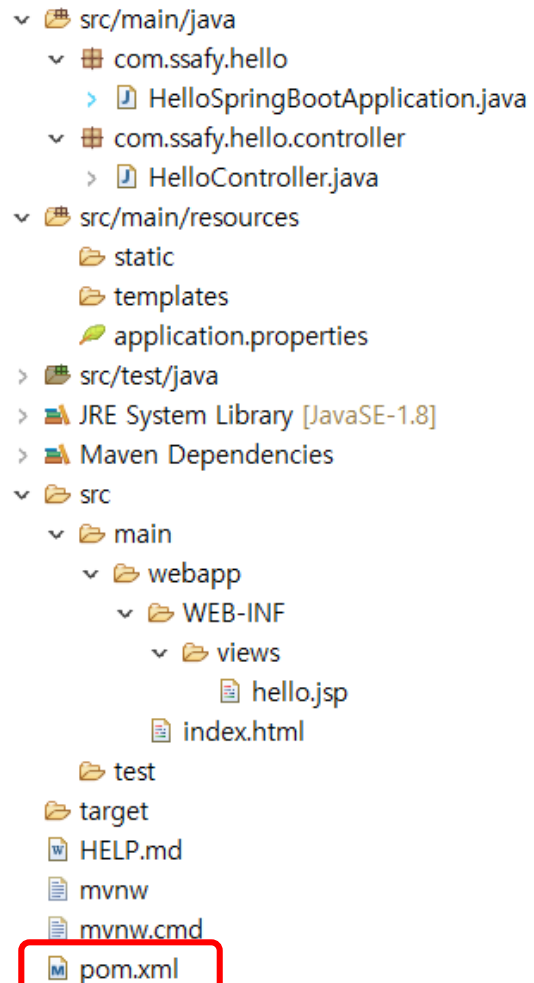 src/main/java
com.ssafy.hello
HelloSpringBootApplication.java
com.ssafy.hello.controller
HelloController.java
src/main/resources
static
templates
application.properties
src/test/java
JRE System Library [JavaSE-1.8]
Maven Dependencies
src
main
webapp
WEB-INF
views
hello.jsp
index.html
test
target
HELP.md
mvnw
mvnw.cmd
pom.xml